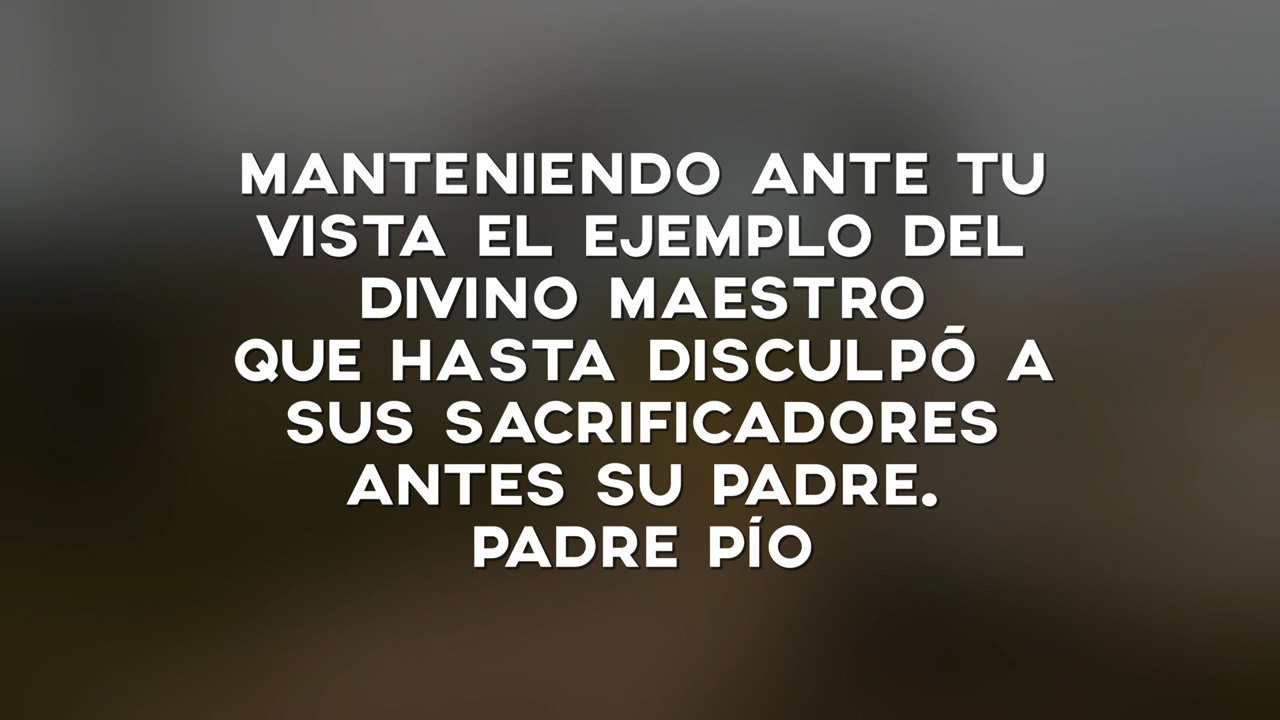 MANTENIENDO ANTE TU
VISTA EL EJEMPLO DEL
DIVINO MAESTRO
QUE HASTA DISCULPÓ A
SUS SACRIFICADORES
ANTES SU PADRE.
PADRE PÍO